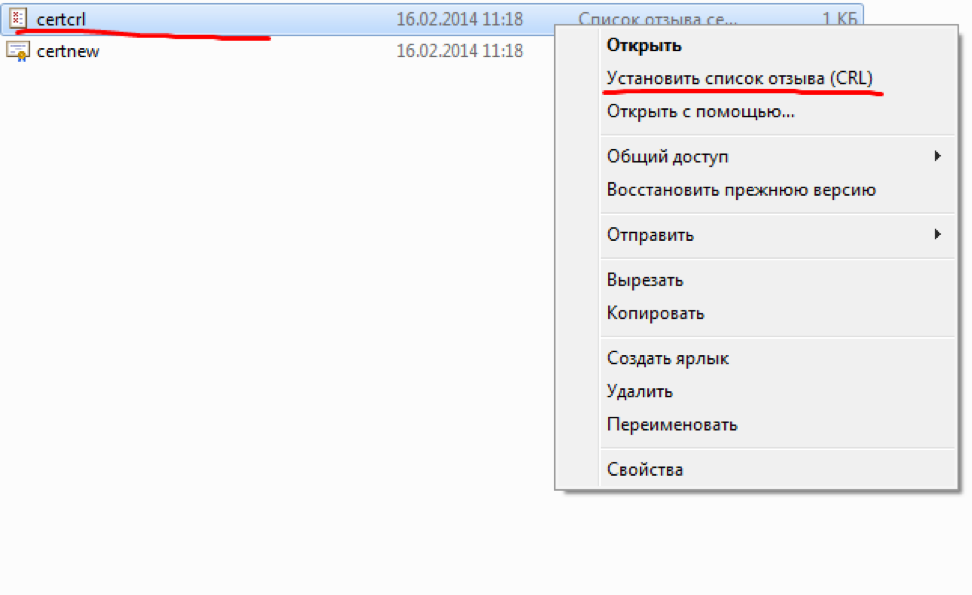 certcrl 16.02.2014 11:18 Список отзыва се... 1 КБ
certnew 16.02.2014 11:18
Открыть
Установить список отзыва (CRL)
Открыть с помощью...
Общий доступ
Восстановить прежнюю версию
Отправить
Вырезать
Копировать
Создать ярлык
Удалить
Переименовать
Свойства